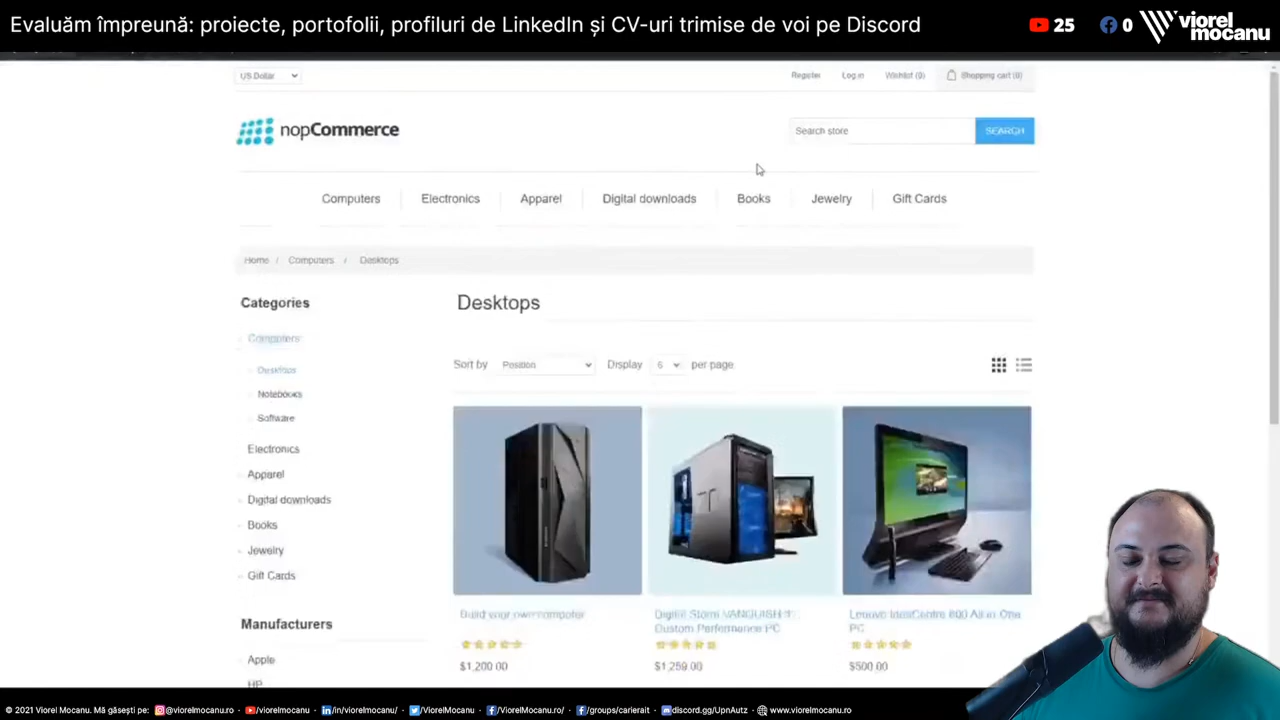 Evaluăm împreună: proiecte, portofolii, profiluri de LinkedIn și CV-uri trimise de voi pe Discord
25
0
viorel mocanu
US Dollar
Register
Log in
Wishlist (0)
Shopping cart (0)
nopCommerce
Search store
SEARCH
Computers
Electronics
Apparel
Digital downloads
Books
Jewelry
Gift Cards
Home / Computers / Desktops
Categories
Desktops
Computers
Sort by Position Display 6 per page
Desktops
Notebooks
Software
Electronics
Apparel
Digital downloads
Books
Jewelry
Gift Cards
Build your own computer
Digital Storm VANQUISH
Custom Performance PC
Lenovo IdeaCentre 600 All-in-One
PC
Manufacturers
$1,200.00
$1,259.00
$500.00
Apple
HP
© 2021 Viorel Mocanu. Mă găsești pe: @viorelmocanu.ro /viorelmocanu /in/viorelmocanu/ /ViorelMocanu /ViorelMocanu.ro/ /groups/carierait discord.gg/UpnAutz www.viorelmocanu.ro